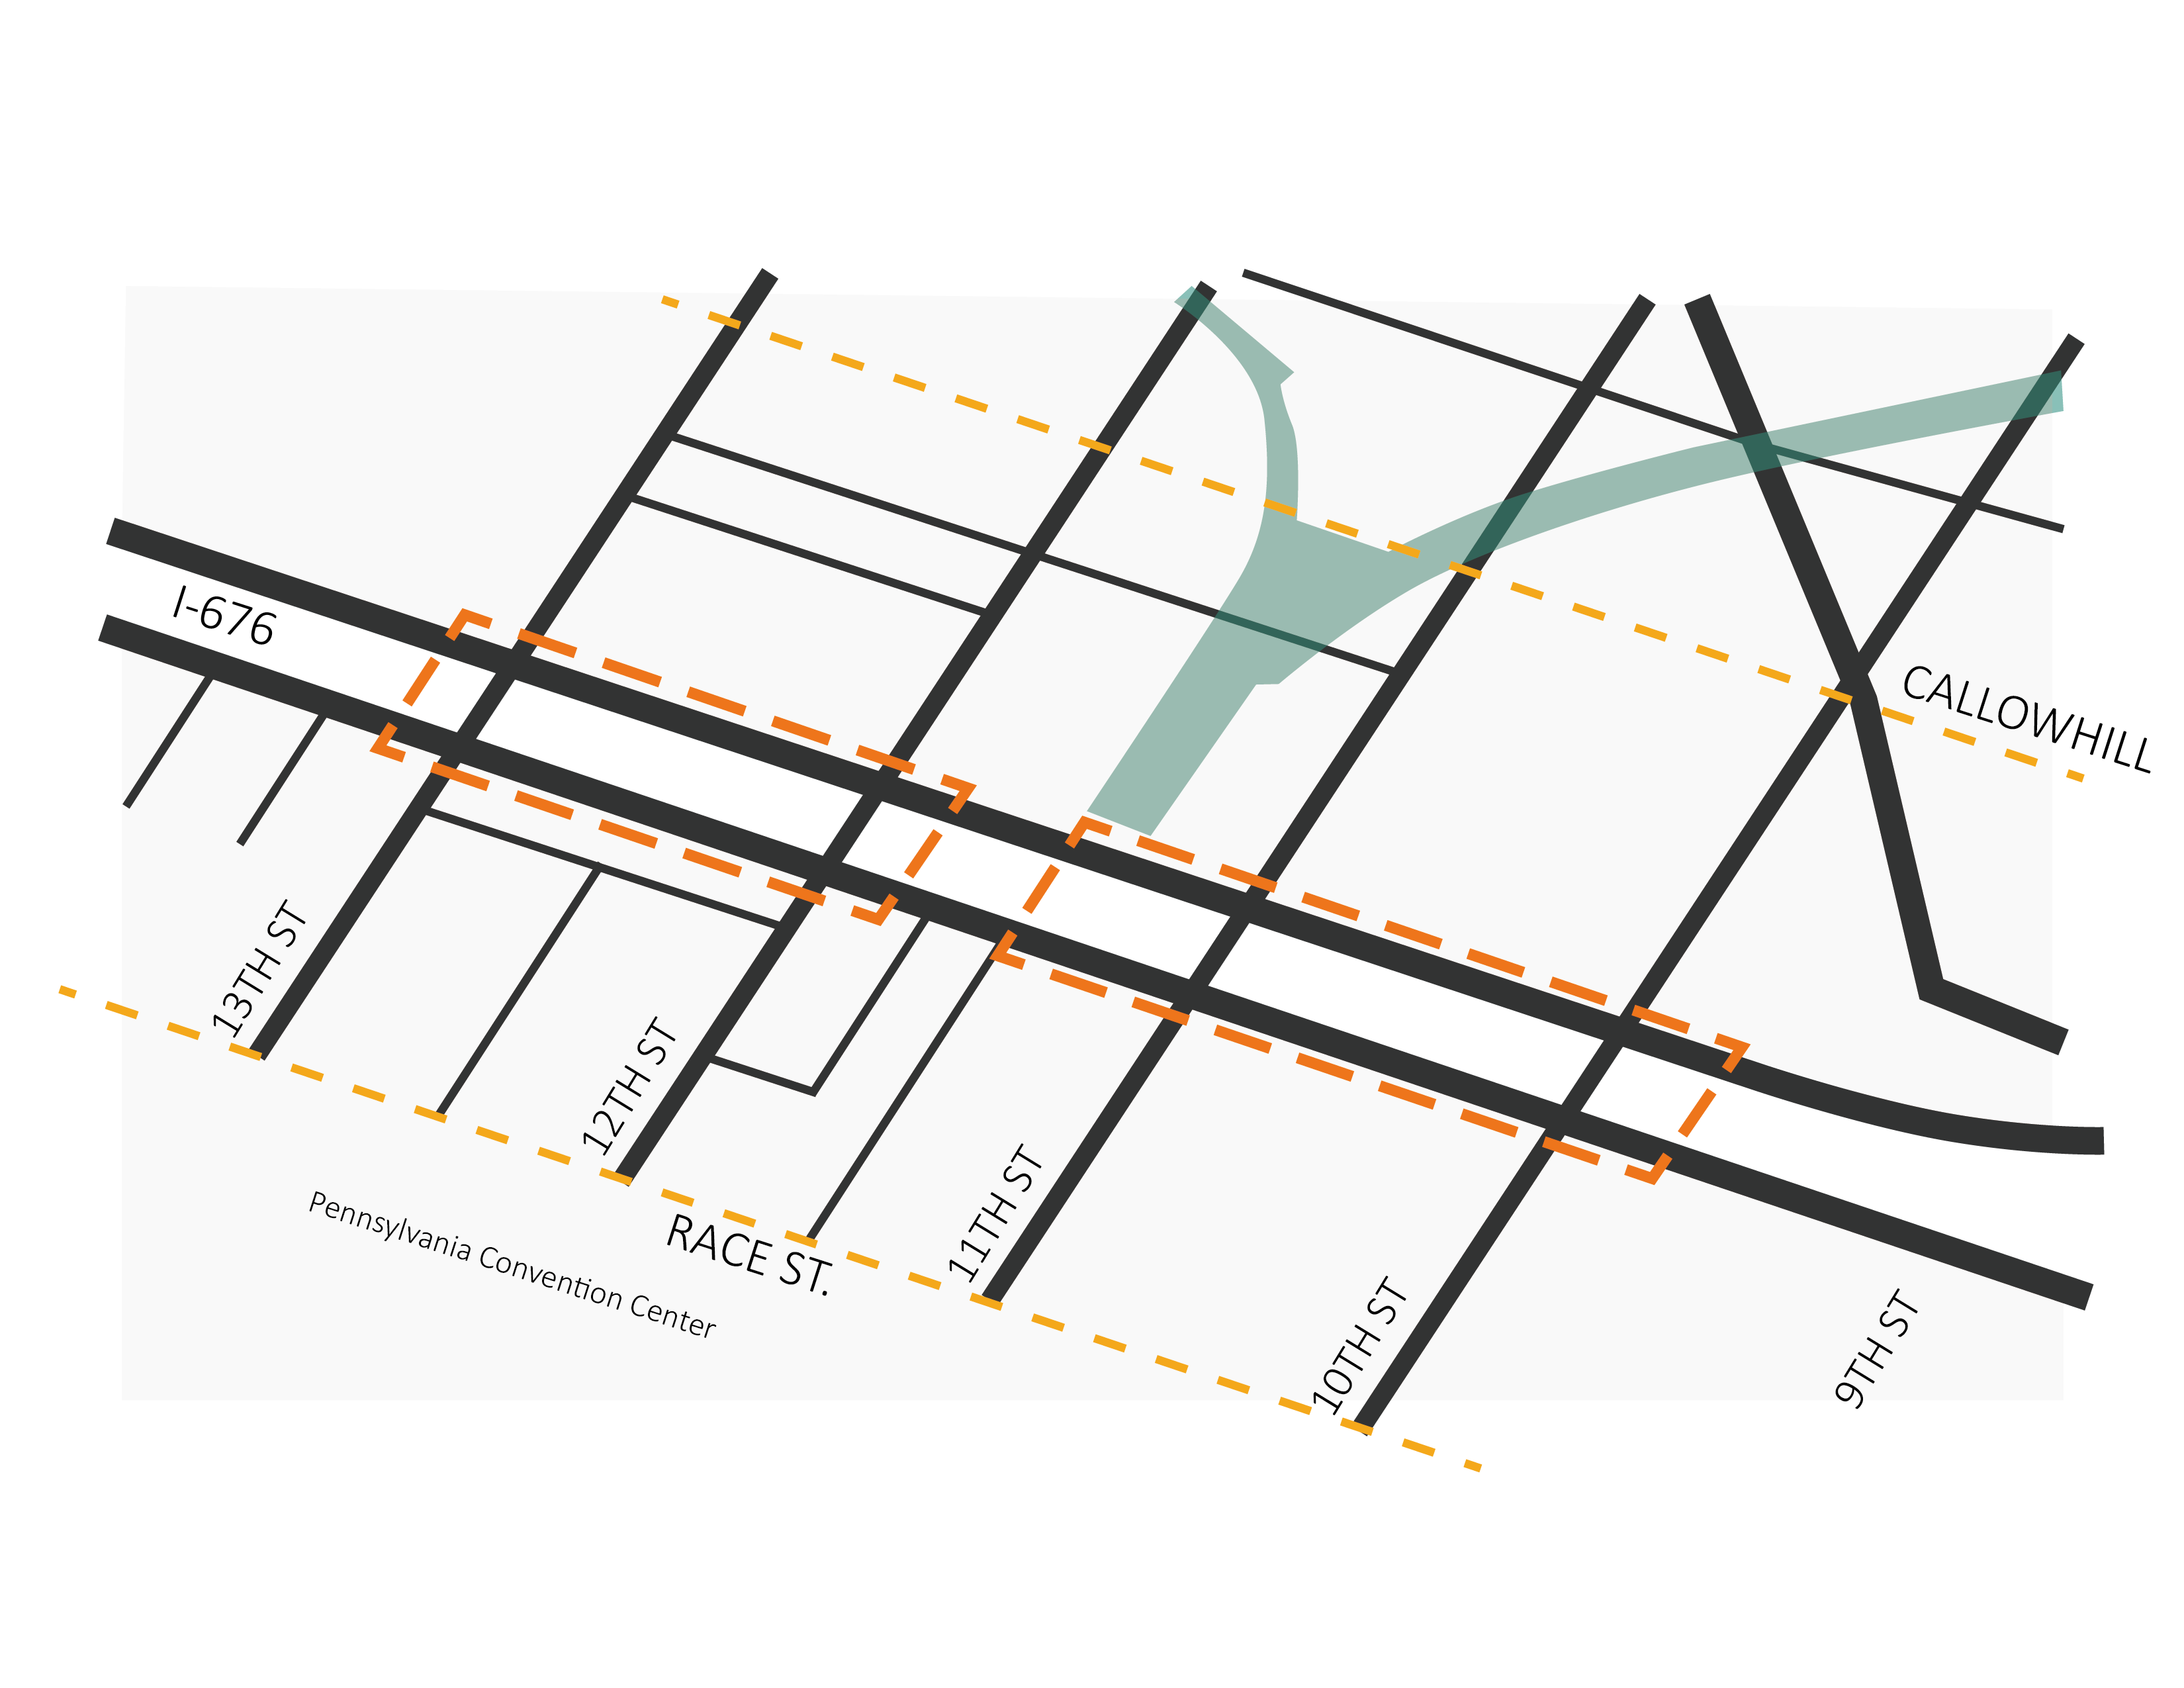 I-676
CALLOWHILL
13TH ST
12TH ST
11TH ST
RACE ST.
Pennsylvania Convention Center
10TH ST
9TH ST